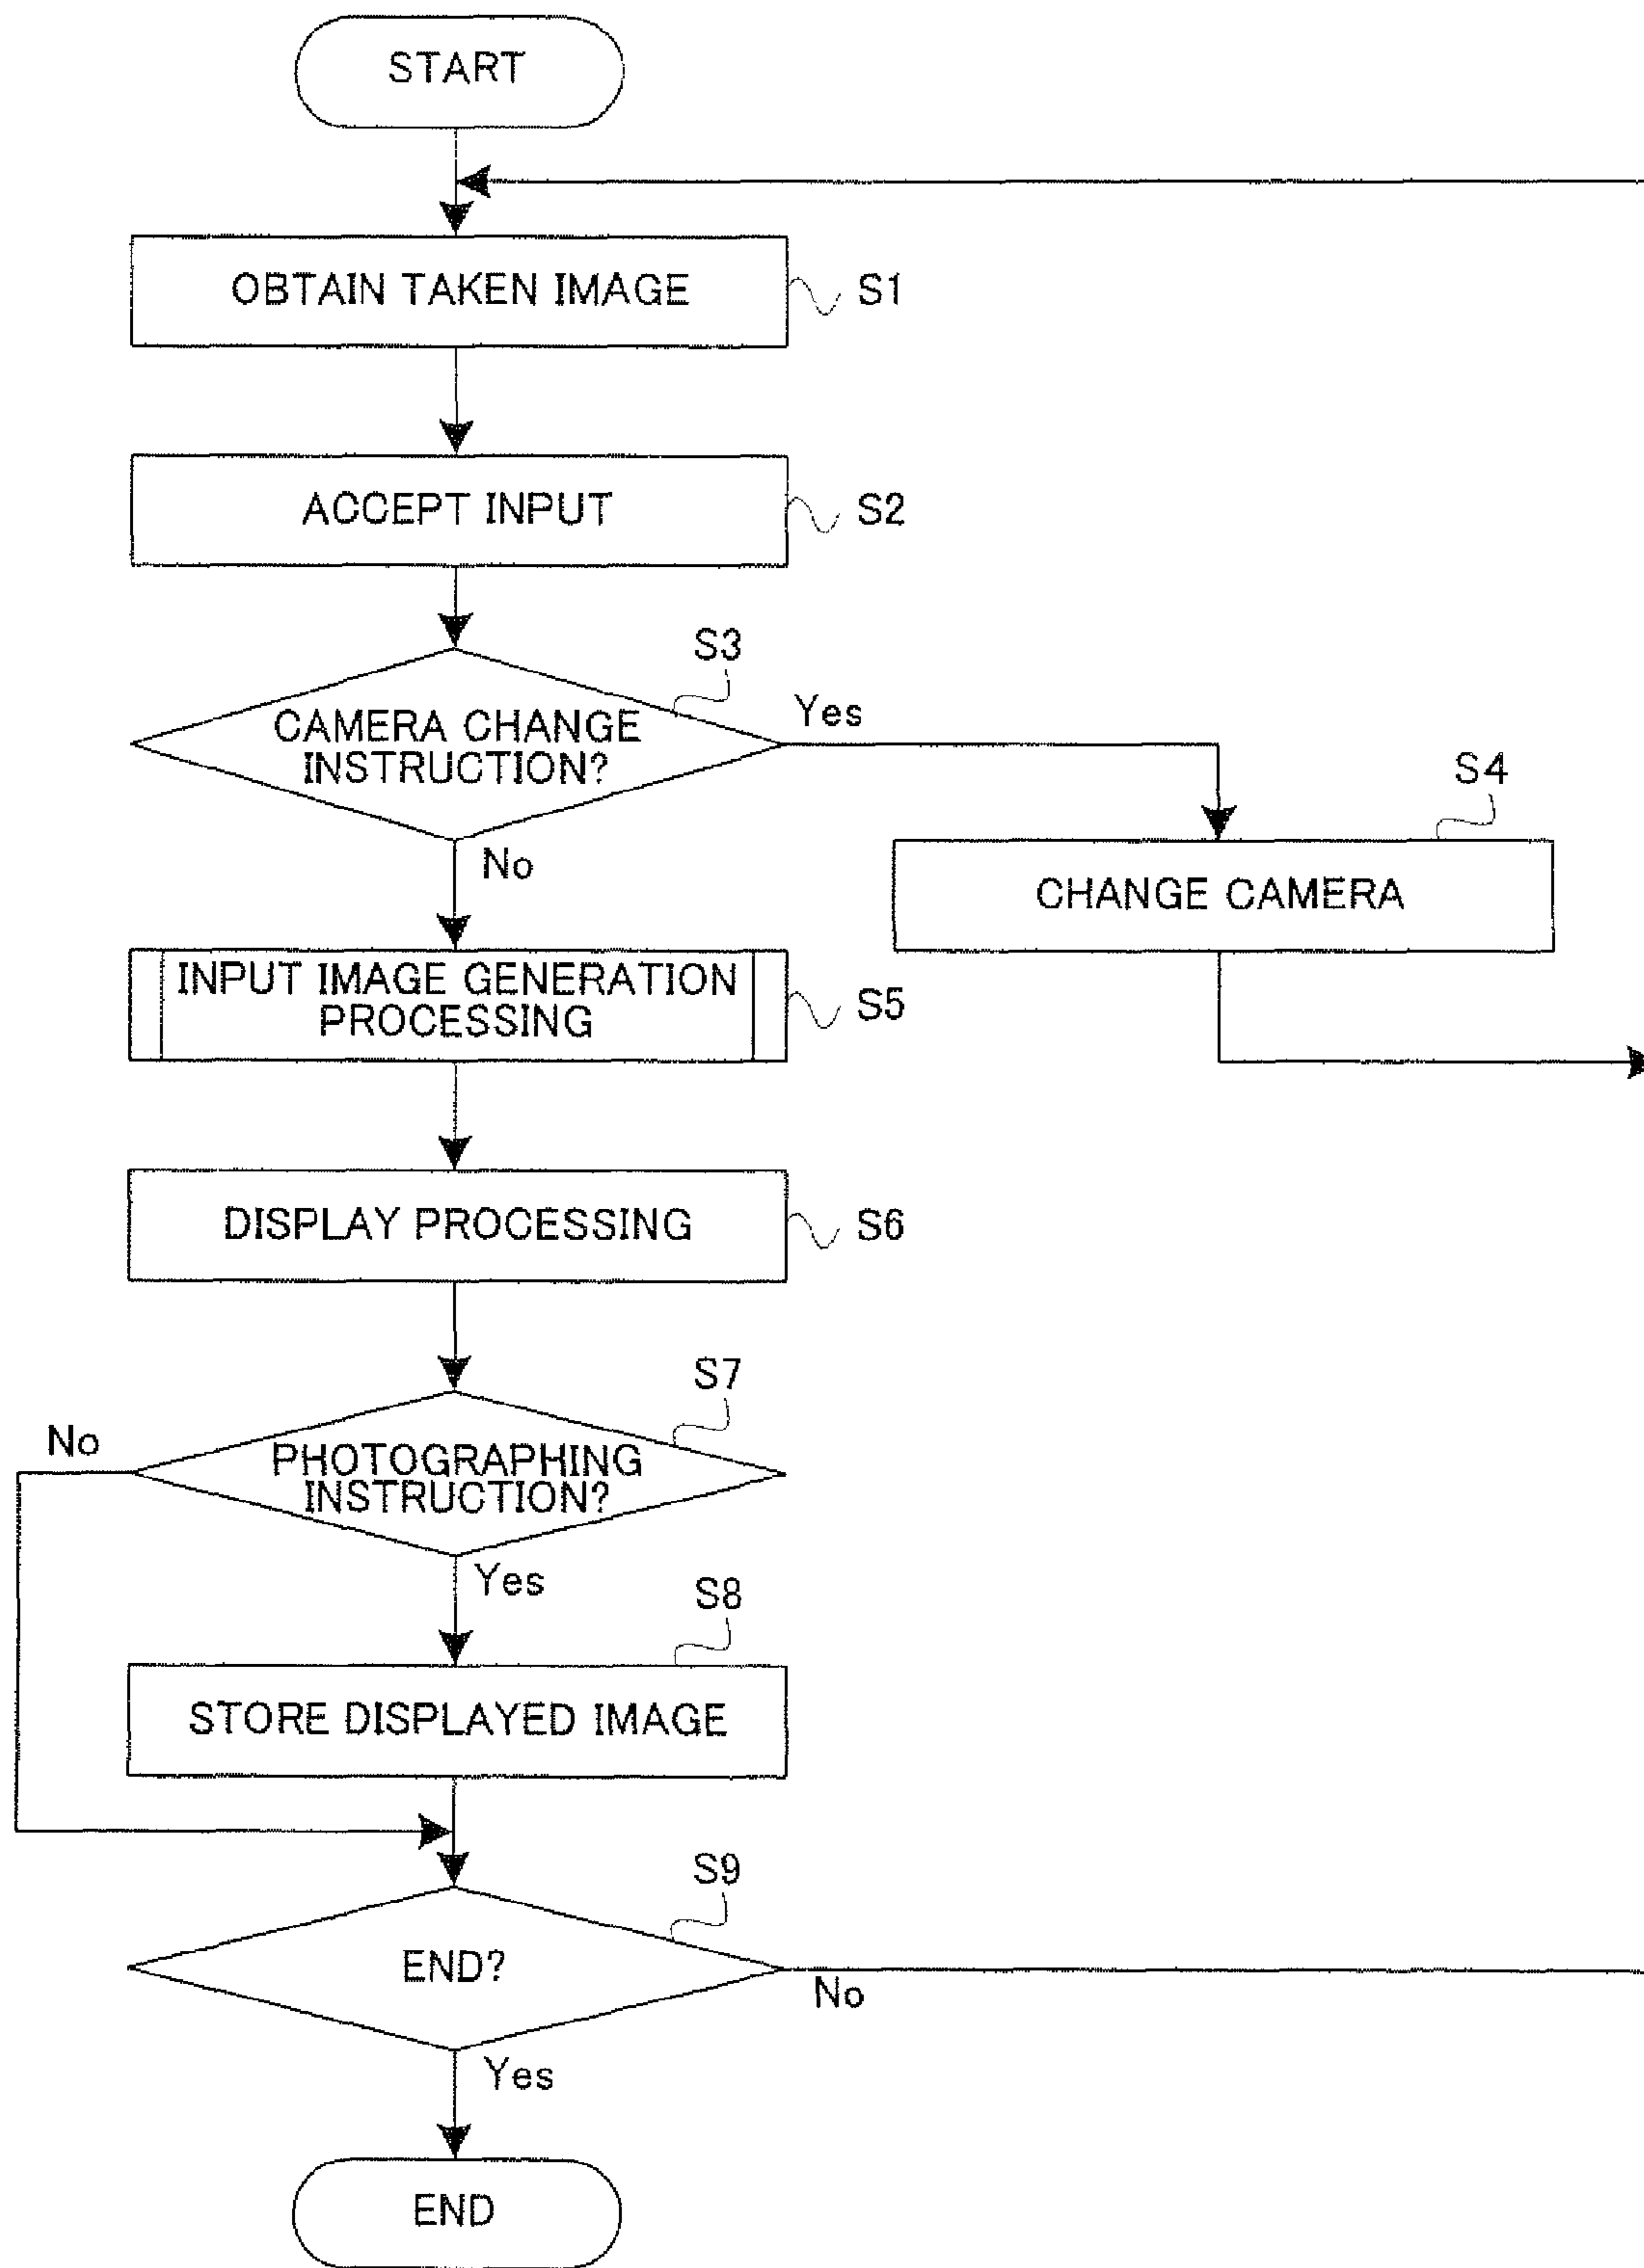 START
OBTAIN TAKEN IMAGE
S1
ACCEPT INPUT
S2
S3
CAMERA CHANGE
INSTRUCTION?
Yes
No
S4
CHANGE CAMERA
INPUT IMAGE GENERATION
PROCESSING
S5
DISPLAY PROCESSING
S6
S7
No
PHOTOGRAPHING
INSTRUCTION?
Yes
S8
STORE DISPLAYED IMAGE
S9
END?
No
Yes
END